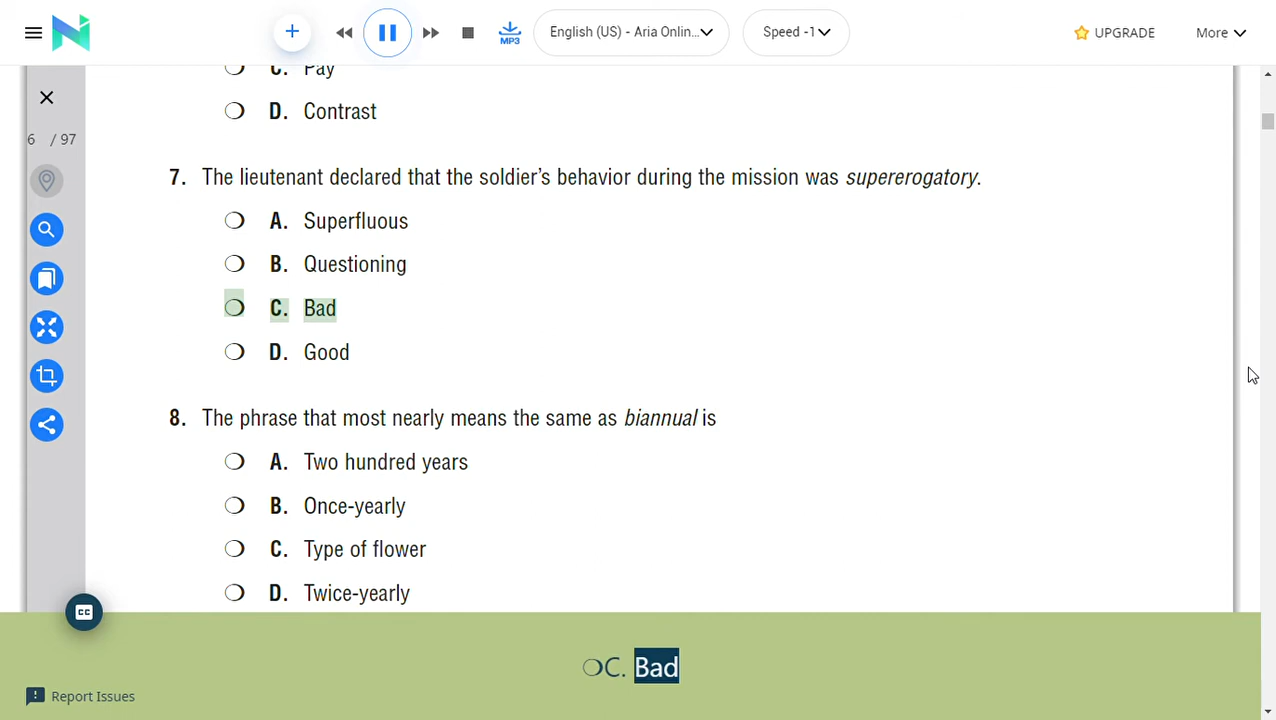 MP3
English (US) - Aria Onlin...
Speed -1
UPGRADE
More
6 / 97
C. Pay
D. Contrast
7. The lieutenant declared that the soldier's behavior during the mission was supererogatory.
A. Superfluous
B. Questioning
C. Bad
D. Good
8. The phrase that most nearly means the same as biannual is
A. Two hundred years
B. Once-yearly
C. Type of flower
D. Twice-yearly
CC
❍C. Bad
Report Issues